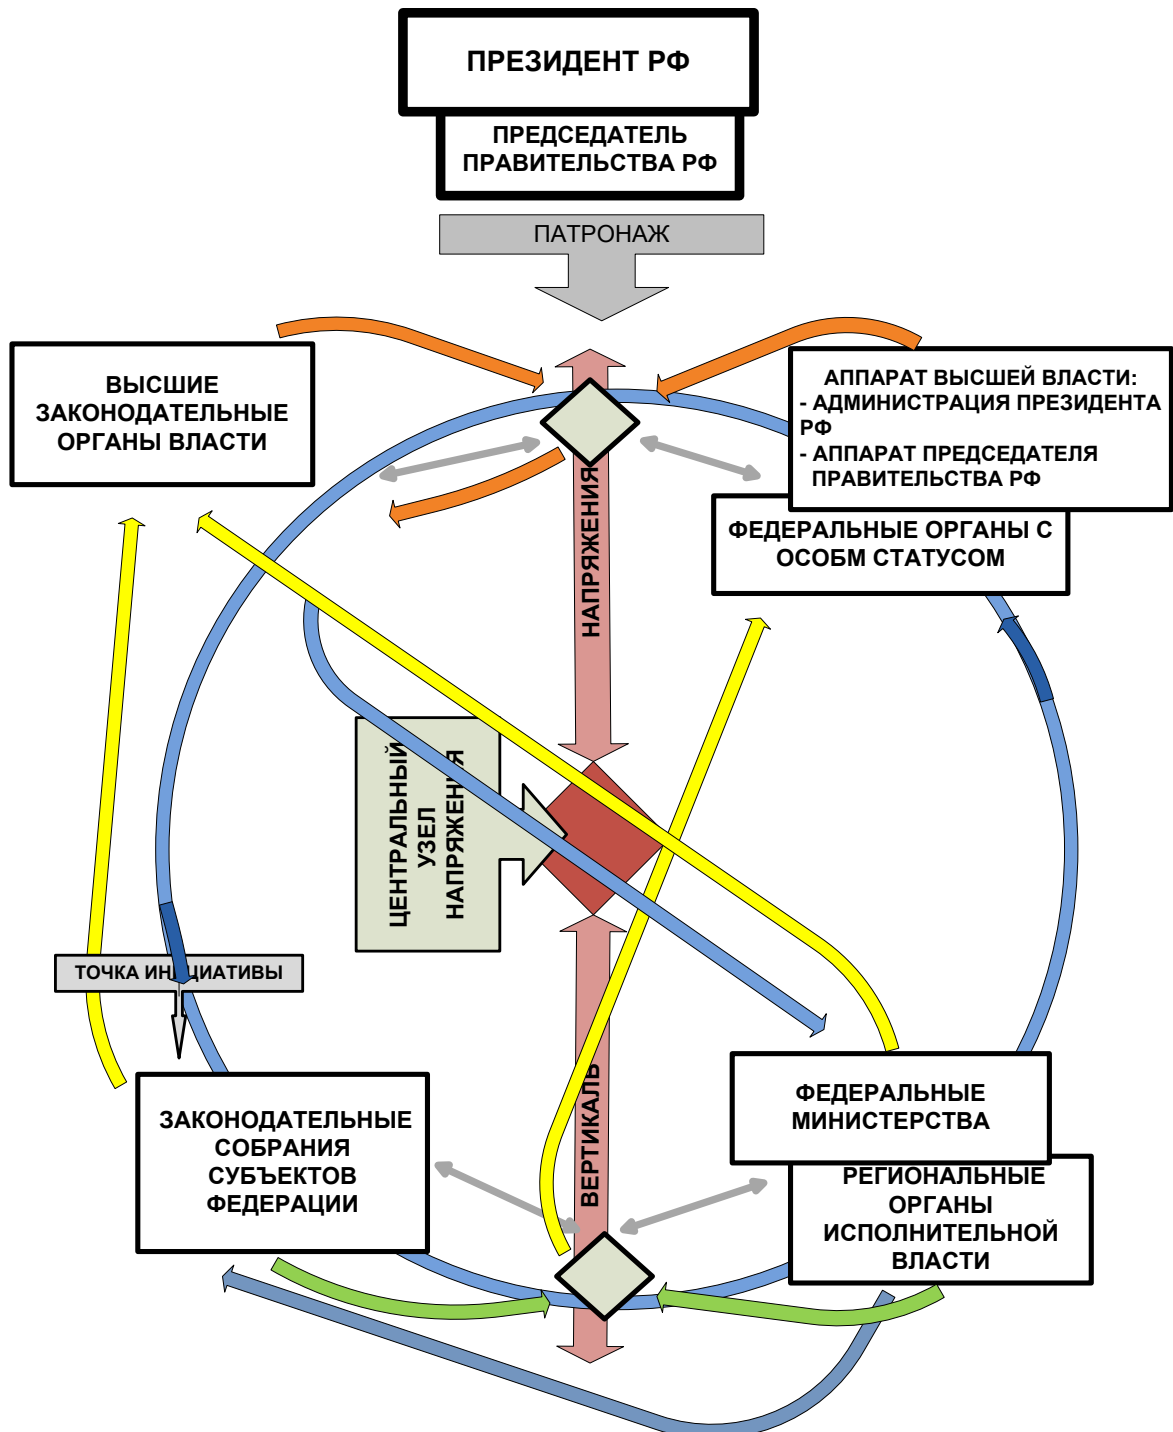 ПРЕЗИДЕНТ РФ
ПРЕДСЕДАТЕЛЬ
ПРАВИТЕЛЬСТВА РФ
ПАТРОНАЖ
ВЫСШИЕ
ЗАКОНОДАТЕЛЬНЫЕ
ОРГАНЫ ВЛАСТИ
АППАРАТ ВЫСШЕЙ ВЛАСТИ:
- АДМИНИСТРАЦИЯ ПРЕЗИДЕНТА
РФ
- АППАРАТ ПРЕДСЕДАТЕЛЯ
ПРАВИТЕЛЬСТВА РФ
ФЕДЕРАЛЬНЫЕ ОРГАНЫ С
ОСОБМ СТАТУСОМ
НАПРЯЖЕНИЯ
ЦЕНТРАЛЬНЫЙ
УЗЕЛ
НАПРЯЖЕНИЯ
ТОЧКА ИНИЦИАТИВЫ
ВЕРТИКАЛЬ
ЗАКОНОДАТЕЛЬНЫЕ
СОБРАНИЯ
СУБЪЕКТОВ
ФЕДЕРАЦИИ
ФЕДЕРАЛЬНЫЕ
МИНИСТЕРСТВА
РЕГИОНАЛЬНЫЕ
ОРГАНЫ
ИСПОЛНИТЕЛЬНОЙ
ВЛАСТИ